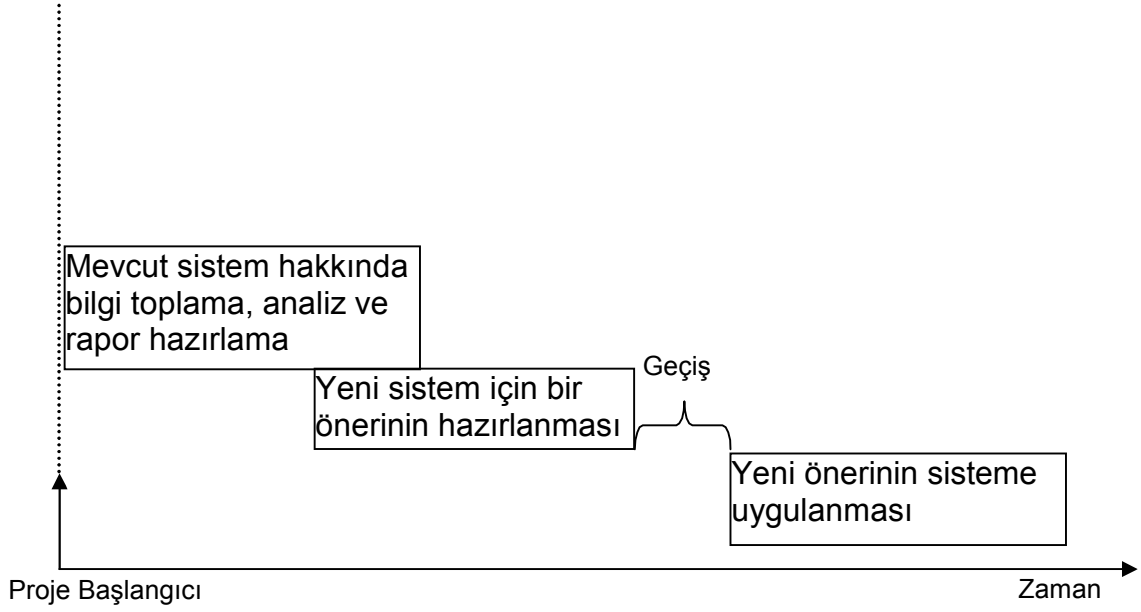 Mevcut sistem hakkında
bilgi toplama, analiz ve
rapor hazırlama
Yeni sistem için bir
önerinin hazırlanması
Geçiş
Yeni önerinin sisteme
uygulanması
Proje Başlangıcı
Zaman